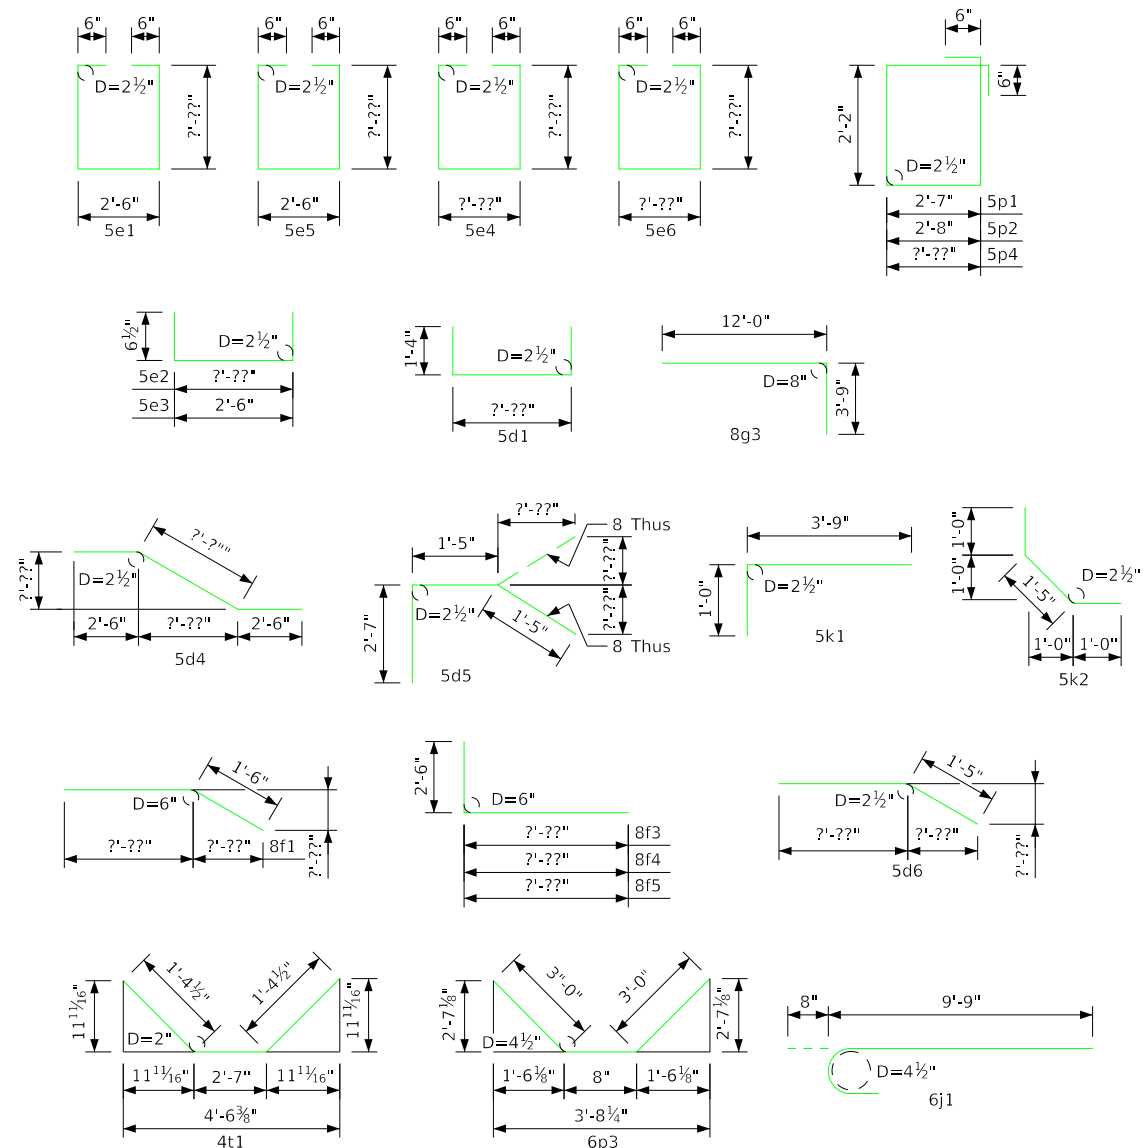 6" 6" 6" 6" 6" 6" 6" 6" 6"
D=2½" D=2½" D=2½" D=2½"
?'-??" ?'-??" ?'-??" ?'-??" 2'-2" 6"
D=2½"
2'-6" 2'-6" ?'-??" ?'-??" 2'-7" 5p1
5e1 5e5 5e4 5e6 2'-8" 5p2
?'-??" 5p4
12'-0"
6½" D=2½" 1'-4" D=2½"
D=8" 3'-9"
5e2 ?'-??"
5e3 2'-6"
?'-??"
5d1 8g3
?'-??" 8 Thus
?'-?"" 1'-5" 3'-9" 1'-0"
?'-??" D=2½" ?'-??" D=2½" 1'-0" D=2½"
D=2½" ?'-??" 1'-0" 1'-5"
2'-6" ?'-??" 2'-6" 2'-7" 1'-5"
5d4 5d5 8 Thus 5k1 1'-0" 1'-0"
5k2
1'-6" 2'-6" 1'-5"
D=6" D=6" D=2½"
?'-??" ?'-??" 8f1 ?'-??" ?'-??" 8f3 ?'-??" ?'-??" ?'-??"
?'-??" 8f4 5d6
?'-??" 8f5
1'-4½" 1'-4½" 3"-0" 3'-0"
11 11⁄16" 11 11⁄16" 2'-7⅛" 2'-7⅛" 8" 9'-9"
D=2" D=4½" D=4½"
11 11⁄16" 2'-7" 11 11⁄16" 1'-6⅛" 8" 1'-6⅛" 6j1
4'-6⅜" 3'-8¼"
4t1 6p3